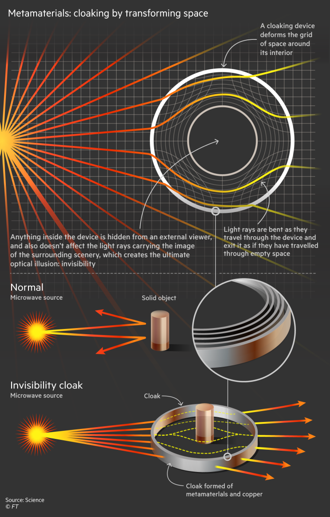 Metamaterials: cloaking by transforming space
A cloaking device
deforms the grid
of space around
its interior
Anything inside the device is hidden from an external viewer,
and also doesn't affect the light rays carrying the image
of the surrounding scenery, which creates the ultimate
optical illusion: invisibility
Light rays are bent as they
travel through the device and
exit it as if they have travelled
through empty space
Normal
Microwave source
Solid object
Invisibility cloak
Microwave source
Cloak
Cloak formed of
metamaterials and copper
Source: Science
© FT